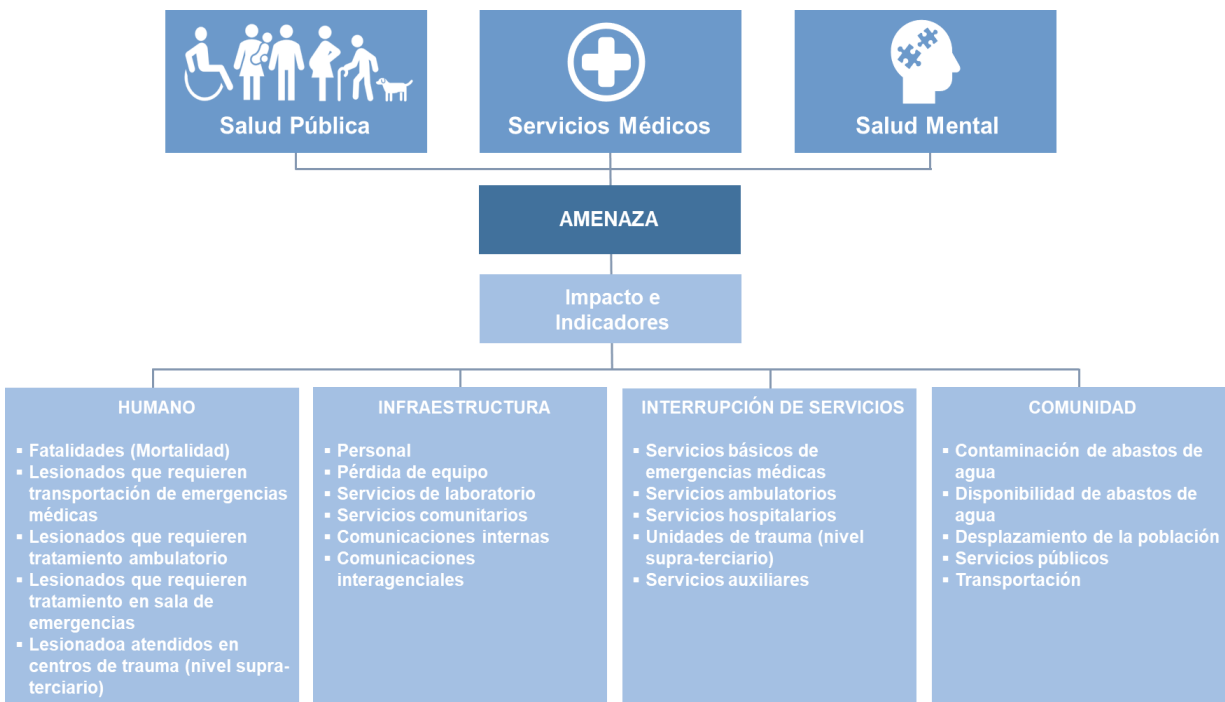 Salud Pública
Servicios Médicos
Salud Mental
AMENAZA
Impacto e
Indicadores
HUMANO
▪ Fatalidades (Mortalidad)
▪ Lesionados que requieren
transportación de emergencias
médicas
▪ Lesionados que requieren
tratamiento ambulatorio
▪ Lesionados que requieren
tratamiento en sala de
emergencias
▪ Lesionadoa atendidos en
centros de trauma (nivel supra-
terciario)
INFRAESTRUCTURA
▪ Personal
▪ Pérdida de equipo
▪ Servicios de laboratorio
▪ Servicios comunitarios
▪ Comunicaciones internas
▪ Comunicaciones
interagenciales
INTERRUPCIÓN DE SERVICIOS
▪ Servicios básicos de
emergencias médicas
▪ Servicios ambulatorios
▪ Servicios hospitalarios
▪ Unidades de trauma (nivel
supra-terciario)
▪ Servicios auxiliares
COMUNIDAD
▪ Contaminación de abastos de
agua
▪ Disponibilidad de abastos de
agua
▪ Desplazamiento de la población
▪ Servicios públicos
▪ Transportación